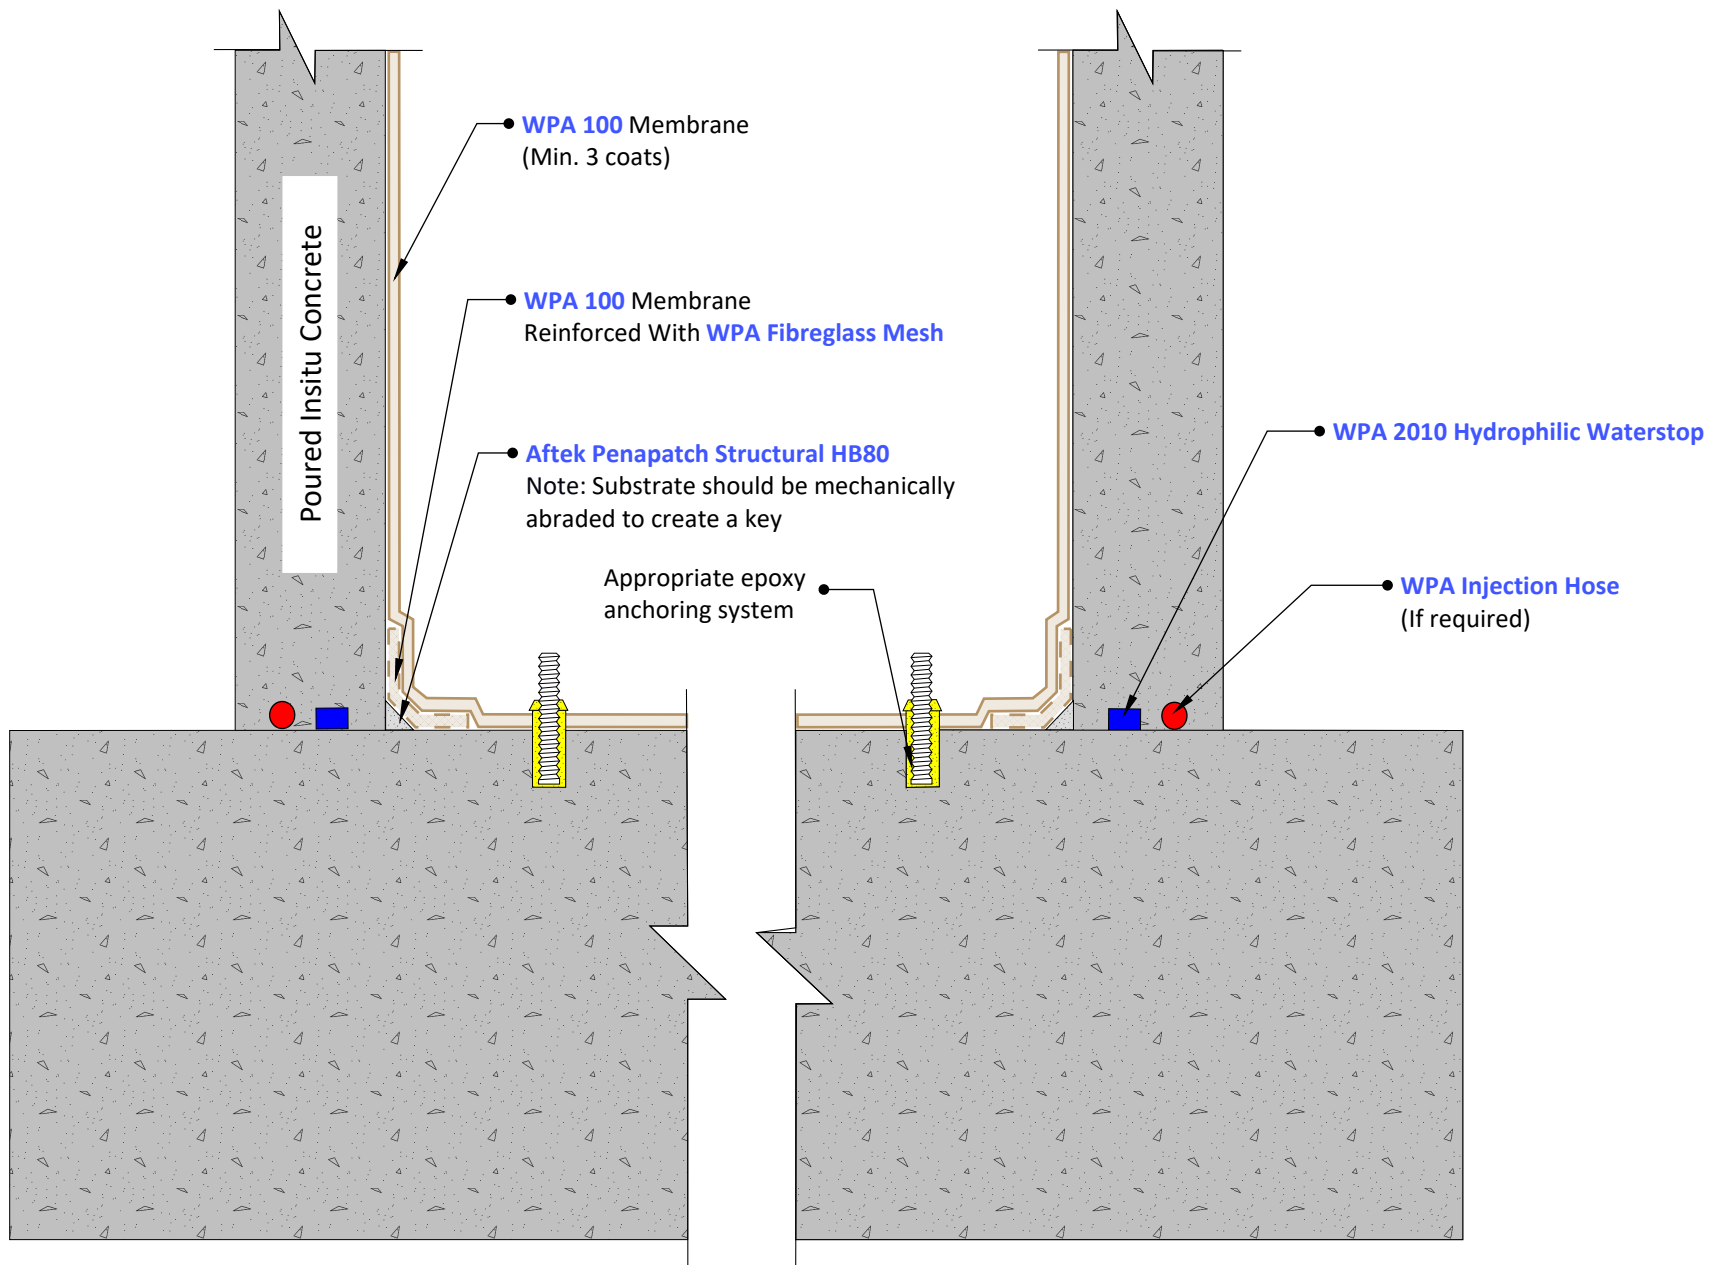 WPA 100 Membrane
(Min. 3 coats)
Poured Insitu Concrete
WPA 100 Membrane
Reinforced With WPA Fibreglass Mesh
Aftek Penapatch Structural HB80
Note: Substrate should be mechanically
abraded to create a key
WPA 2010 Hydrophilic Waterstop
Appropriate epoxy
anchoring system
WPA Injection Hose
(If required)